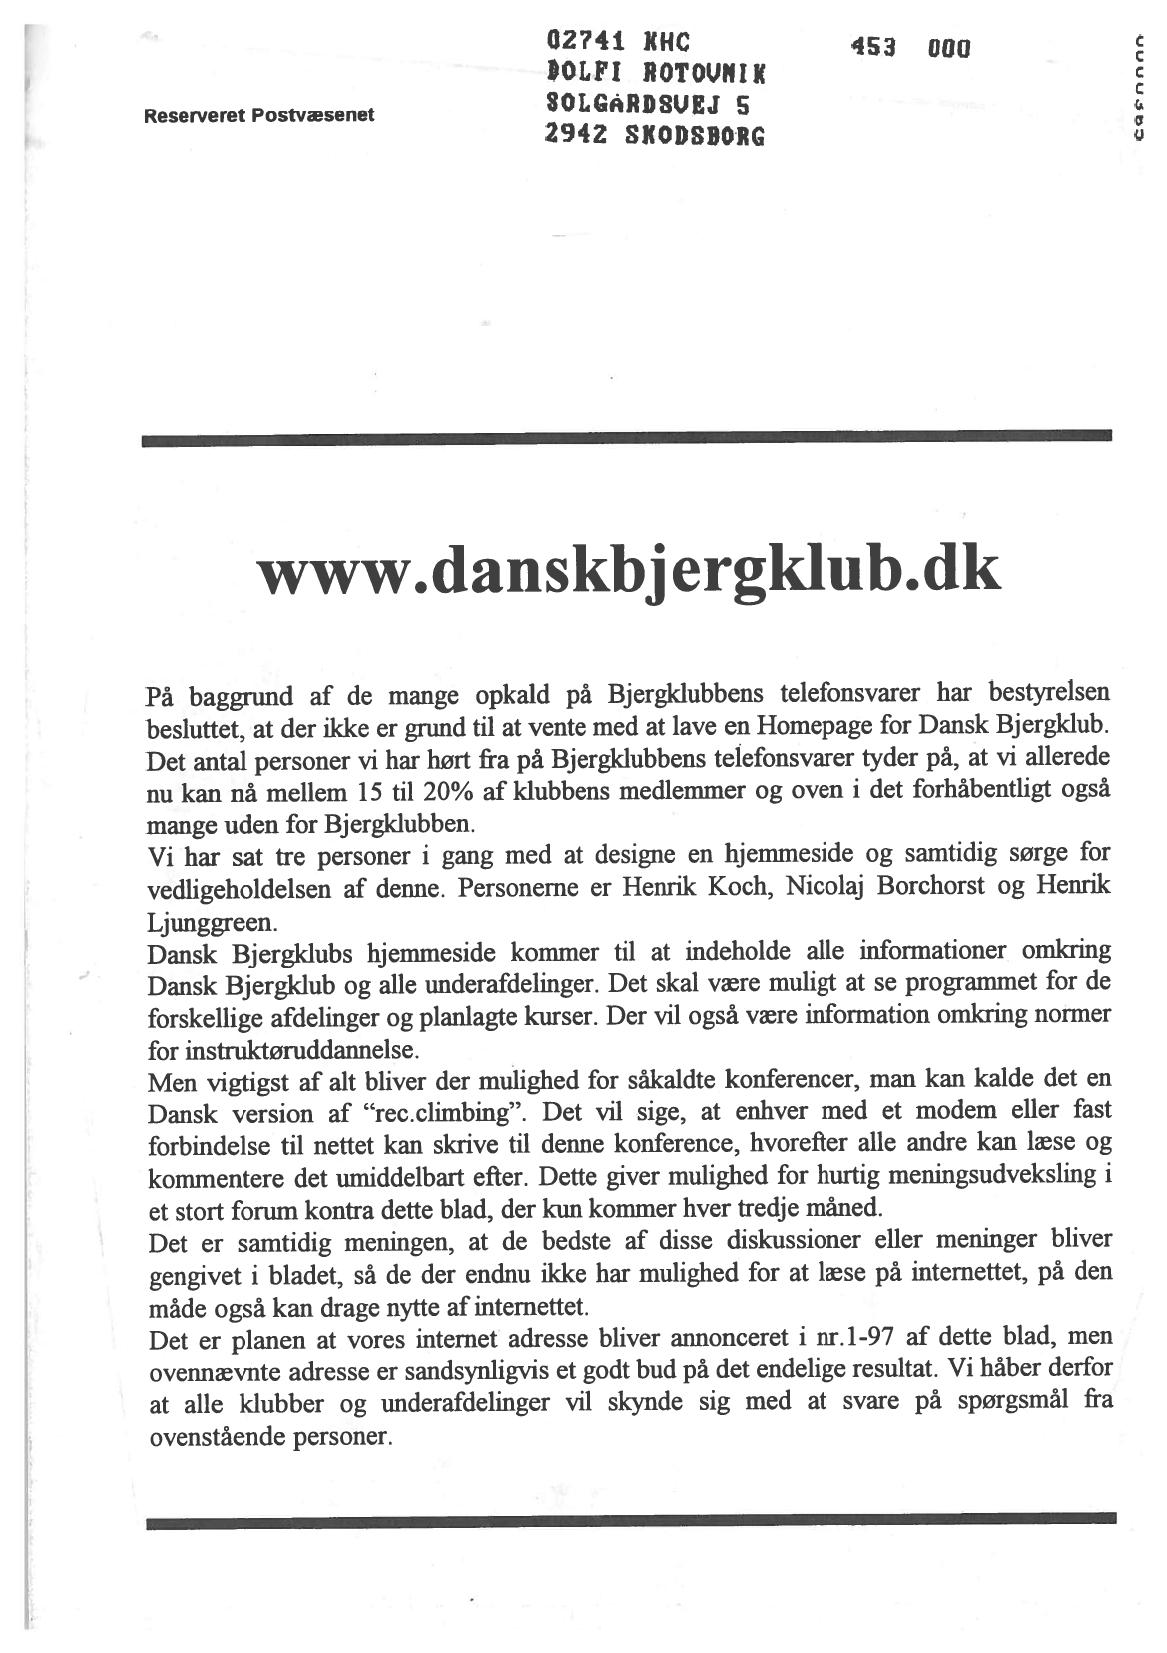 02741 KHC 453 000
DOLFI ROTOVNIK
SOLGÅRDSVEJ 5
2942 SKODSBORG
Reserveret Postvæsenet
www.danskbjergklub.dk
På baggrund af de mange opkald på Bjergklubbens telefonsvarer har bestyrelsen
besluttet, at der ikke er grund til at vente med at lave en Homepage for Dansk Bjergklub.
Det antal personer vi har hørt fra på Bjergklubbens telefonsvarer tyder på, at vi allerede
nu kan nå mellem 15 til 20% af klubbens medlemmer og oven i det forhåbentligt også
mange uden for Bjergklubben.
Vi har sat tre personer i gang med at designe en hjemmeside og samtidig sørge for
vedligeholdelsen af denne. Personerne er Henrik Koch, Nicolaj Borchorst og Henrik
Ljunggreen.
Dansk Bjergklubs hjemmeside kommer til at indeholde alle informationer omkring
Dansk Bjergklub og alle underafdelinger. Det skal være muligt at se programmet for de
forskellige afdelinger og planlagte kurser. Der vil også være information omkring normer
for instruktøruddannelse.
Men vigtigst af alt bliver der mulighed for såkaldte konferencer, man kan kalde det en
Dansk version af “rec.climbing”. Det vil sige, at enhver med et modem eller fast
forbindelse til nettet kan skrive til denne konference, hvorefter alle andre kan læse og
kommentere det umiddelbart efter. Dette giver mulighed for hurtig meningsudveksling i
et stort forum kontra dette blad, der kun kommer hver tredje måned.
Det er samtidig meningen, at de bedste af disse diskussioner eller meninger bliver
gengivet i bladet, så de der endnu ikke har mulighed for at læse på internettet, på den
måde også kan drage nytte af internettet.
Det er planen at vores internet adresse bliver annonceret i nr.1-97 af dette blad, men
ovennævnte adresse er sandsynligvis et godt bud på det endelige resultat. Vi håber derfor
at alle klubber og underafdelinger vil skynde sig med at svare på spørgsmål fra
ovenstående personer.